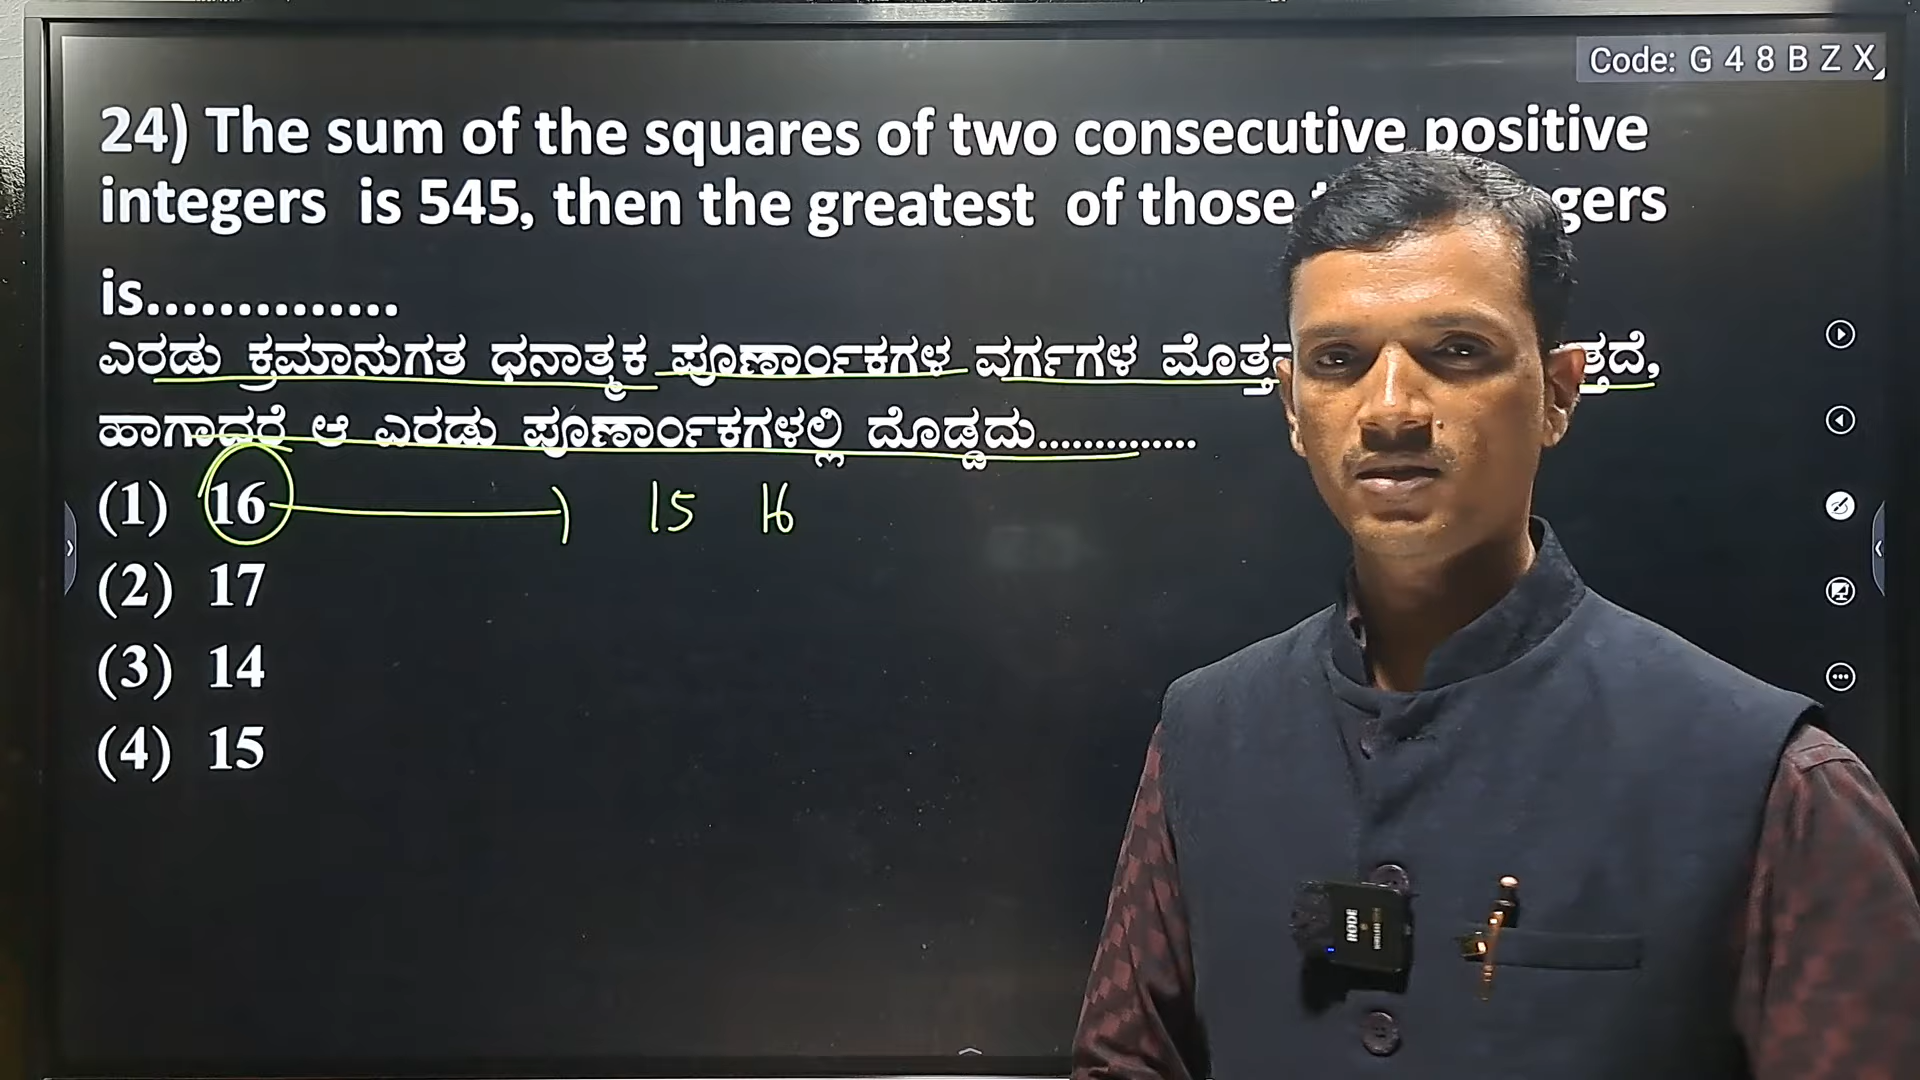 Code: G 4 8 B Z X
24) The sum of the squares of two consecutive positive
integers is 545, then the greatest of those
is..............
ಎರಡು ಕ್ರಮಾನುಗತ ಧನಾತ್ಮಕ ಪೂರ್ಣಾಂಕಗಳ ವರ್ಗಗಳ
ಹಾಗಾದರೆ ಆ ಎರಡು ಪೂರ್ಣಾಂಕಗಳಲ್ಲಿ ದೊಡ್ಡದು..............
(1) 16 15 16
(2) 17
(3) 14
(4) 15
RODE